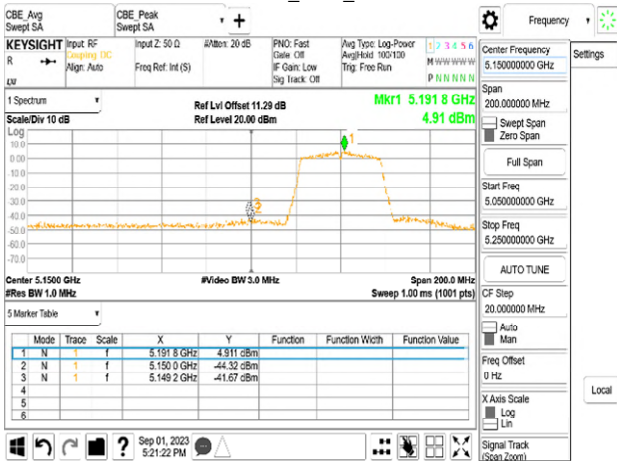 CBE_Avg
Swept SA
CBE_Peak
Swept SA
+
Frequency
KEYSIGHT
R
Input: RF
Coupling: DC
Align: Auto
Input Z: 50 Ω
Freq Ref: Int (S)
#Atten: 20 dB
PNO: Fast
Gate: Off
IF Gain: Low
Sig Track: Off
Avg Type: Log-Power
Avg|Hold: 100/100
Trig: Free Run
1 2 3 4 5 6
M W W W W W
P N N N N N
1 Spectrum
Scale/Div 10 dB
Ref Lvl Offset 11.29 dB
Ref Level 20.00 dBm
Mkr1 5.191 8 GHz
4.91 dBm
Log
10.0
0.00
-10.0
-20.0
-30.0
-40.0
-50.0
-60.0
-70.0
1
3
Center 5.1500 GHz
#Video BW 3.0 MHz
Span 200.0 MHz
#Res BW 1.0 MHz
Sweep 1.00 ms (1001 pts)
5 Marker Table
Mode Trace Scale X Y Function Function Width Function Value
1 N 1 f 5.191 8 GHz 4.911 dBm
2 N 1 f 5.150 0 GHz -44.32 dBm
3 N 1 f 5.149 2 GHz -41.67 dBm
4
5
6
?
Sep 01, 2023
5:21:22 PM
Center Frequency
5.150000000 GHz
Span
200.000000 MHz
Swept Span
Zero Span
Full Span
Start Freq
5.050000000 GHz
Stop Freq
5.250000000 GHz
AUTO TUNE
CF Step
20.000000 MHz
Auto
Man
Freq Offset
0 Hz
X Axis Scale
Log
Lin
Signal Track
(Span Zoom)
Settings
Local